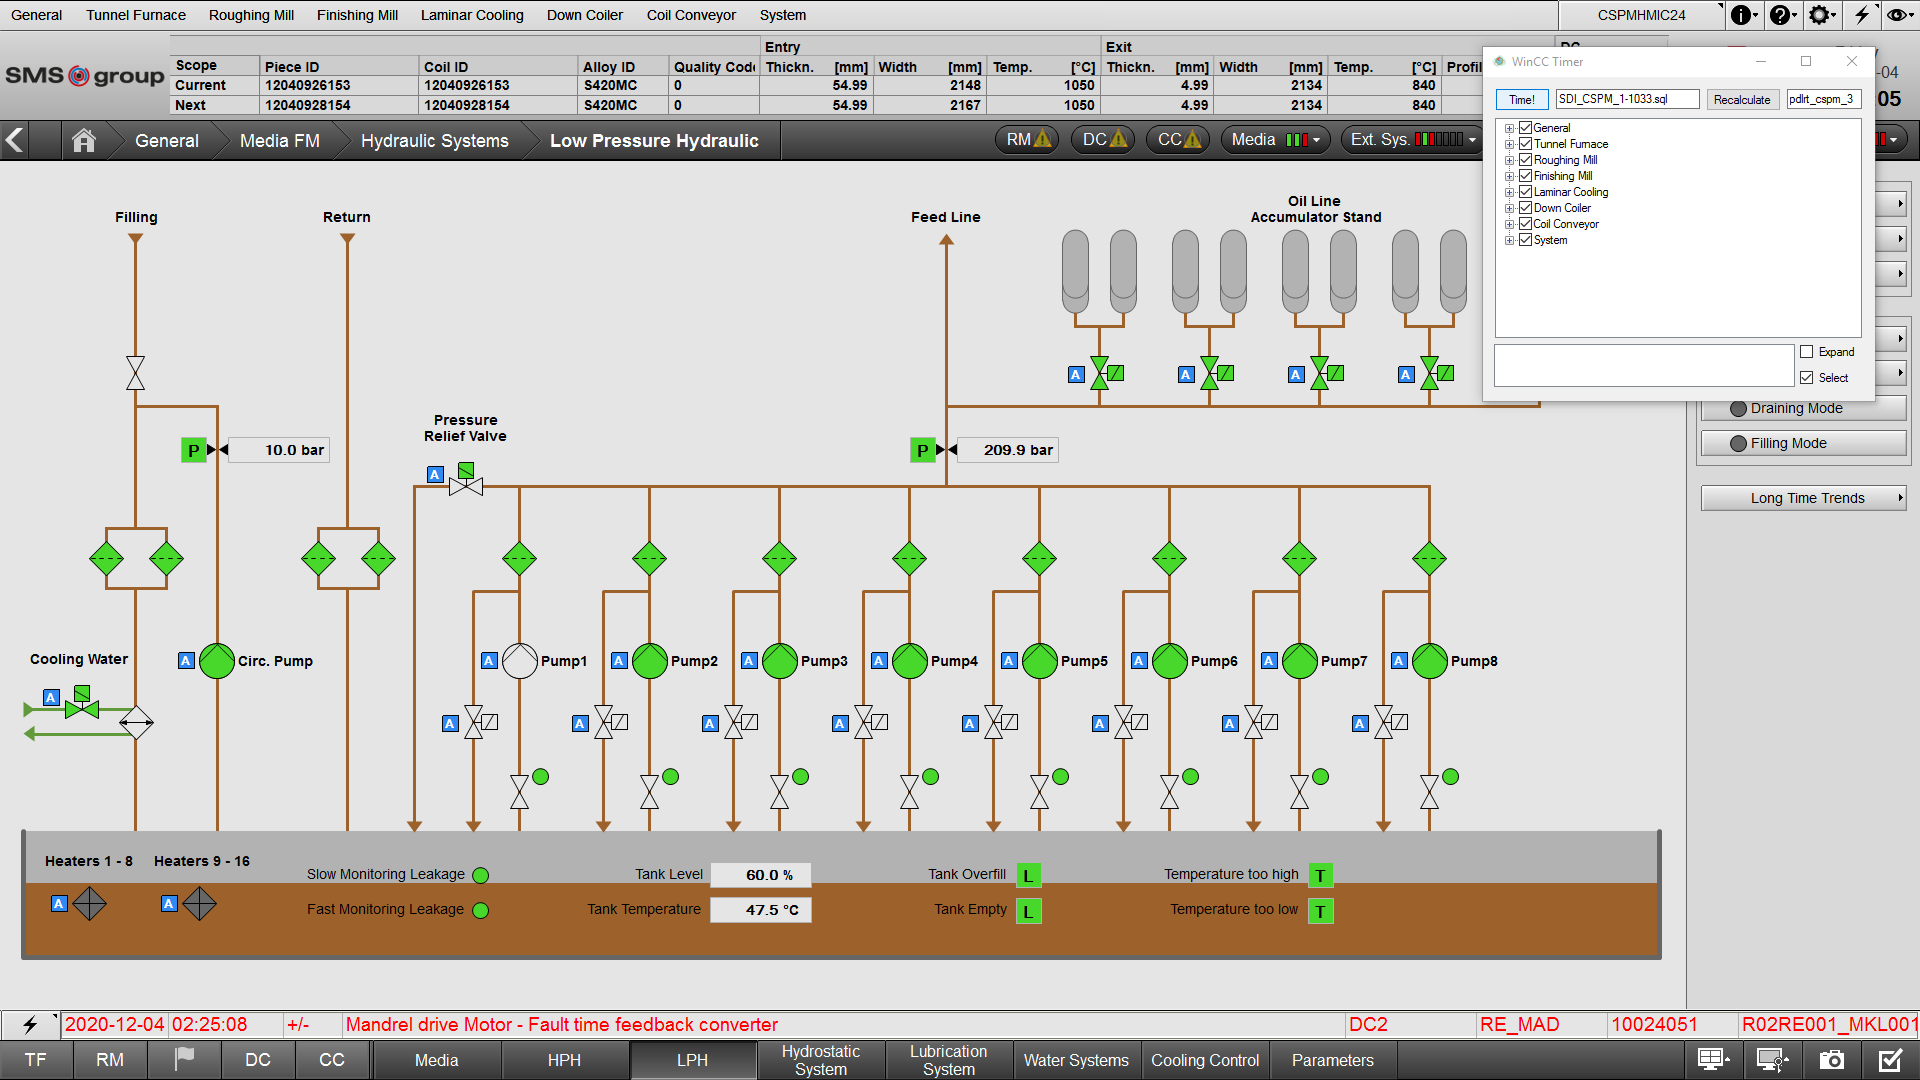 General Tunnel Furnace Roughing Mill Finishing Mill Laminar Cooling Down Coiler Coil Conveyor System CSPMHMIC24
SMS group
Entry Exit
Scope Piece ID Coil ID Alloy ID Quality Code Thickn. [mm] Width [mm] Temp. [°C] Thickn. [mm] Width [mm] Temp. [°C] Profil
Current 12040926153 12040926153 S420MC 0 54.99 2148 1050 4.99 2134 840
Next 12040928154 12040928154 S420MC 0 54.99 2167 1050 4.99 2134 840
-04
05
General Media FM Hydraulic Systems Low Pressure Hydraulic RM DC CC Media Ext. Sys.
WinCC Timer
Time! SDI_CSPM_1-1033.sql Recalculate pdlrt_cspm_3
General
Tunnel Furnace
Roughing Mill
Finishing Mill
Laminar Cooling
Down Coiler
Coil Conveyor
System
Expand
Select
Filling Return Feed Line Oil Line
Accumulator Stand
A A A A
Draining Mode
Filling Mode
Long Time Trends
Pressure
Relief Valve
P 10.0 bar
P 209.9 bar
A
Cooling Water
A
A Circ. Pump
A Pump1 A Pump2 A Pump3 A Pump4 A Pump5 A Pump6 A Pump7 A Pump8
A A A A A A A A
Heaters 1 - 8 Heaters 9 - 16
A A
Slow Monitoring Leakage Tank Level 60.0 % Tank Overfill L Temperature too high T
Fast Monitoring Leakage Tank Temperature 47.5 °C Tank Empty L Temperature too low T
2020-12-04 02:25:08 +/- Mandrel drive Motor - Fault time feedback converter DC2 RE_MAD 10024051 R02RE001_MKL001
TF RM DC CC Media HPH LPH Hydrostatic System Lubrication System Water Systems Cooling Control Parameters